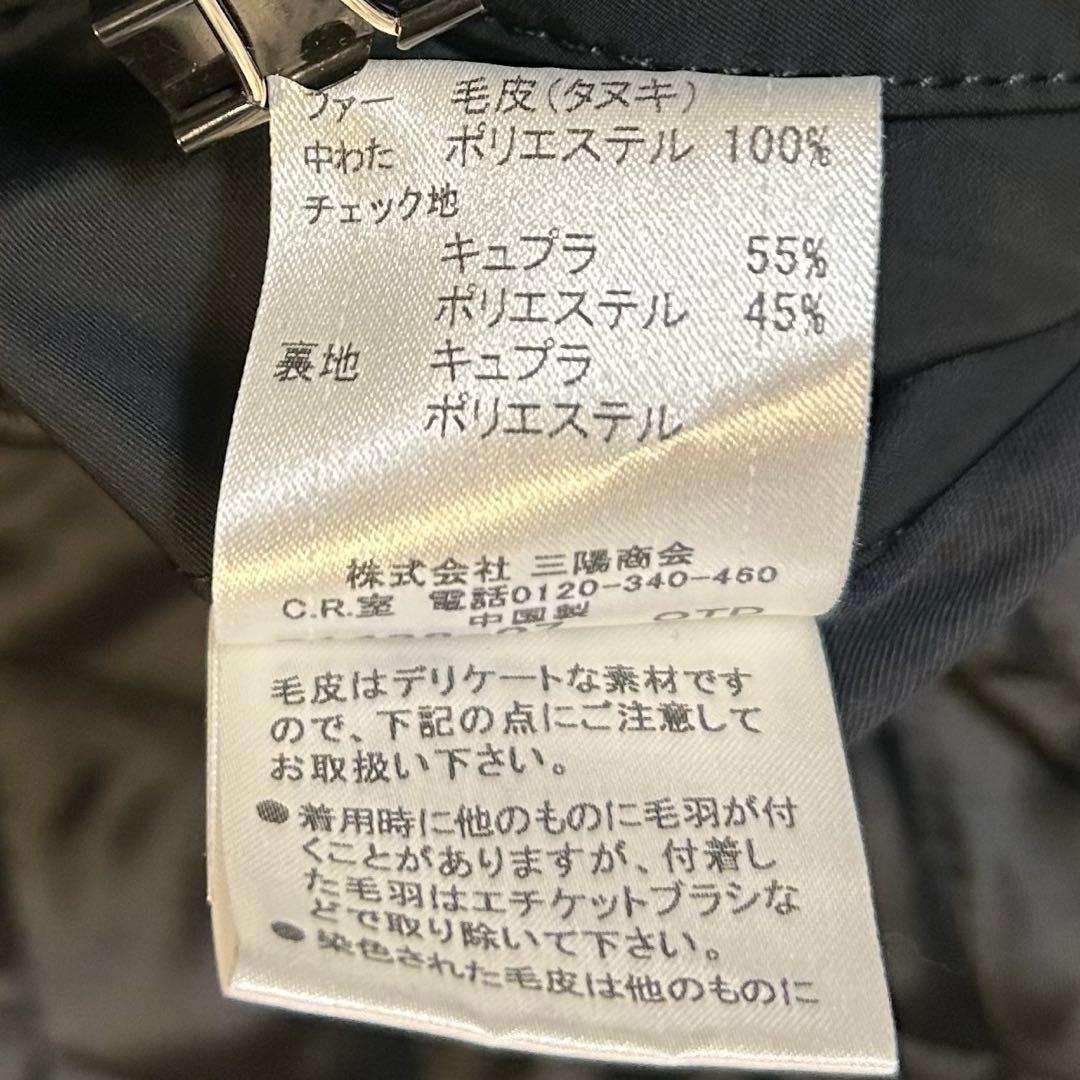 ファー 毛皮(タヌキ)
中わた ポリエステル 100%
チェック地
キュプラ 55%
ポリエステル 45%
裏地 キュプラ
ポリエステル
株式会社 三陽商会
C.R.室 電話0120-340-460
中国製
毛皮はデリケートな素材です
ので、下記の点にご注意して
お取扱い下さい。
●着用時に他のものに毛羽が付
くことがありますが、付着し
た毛羽はエチケットブラシな
どで取り除いて下さい。
●染色された毛皮は他のものに